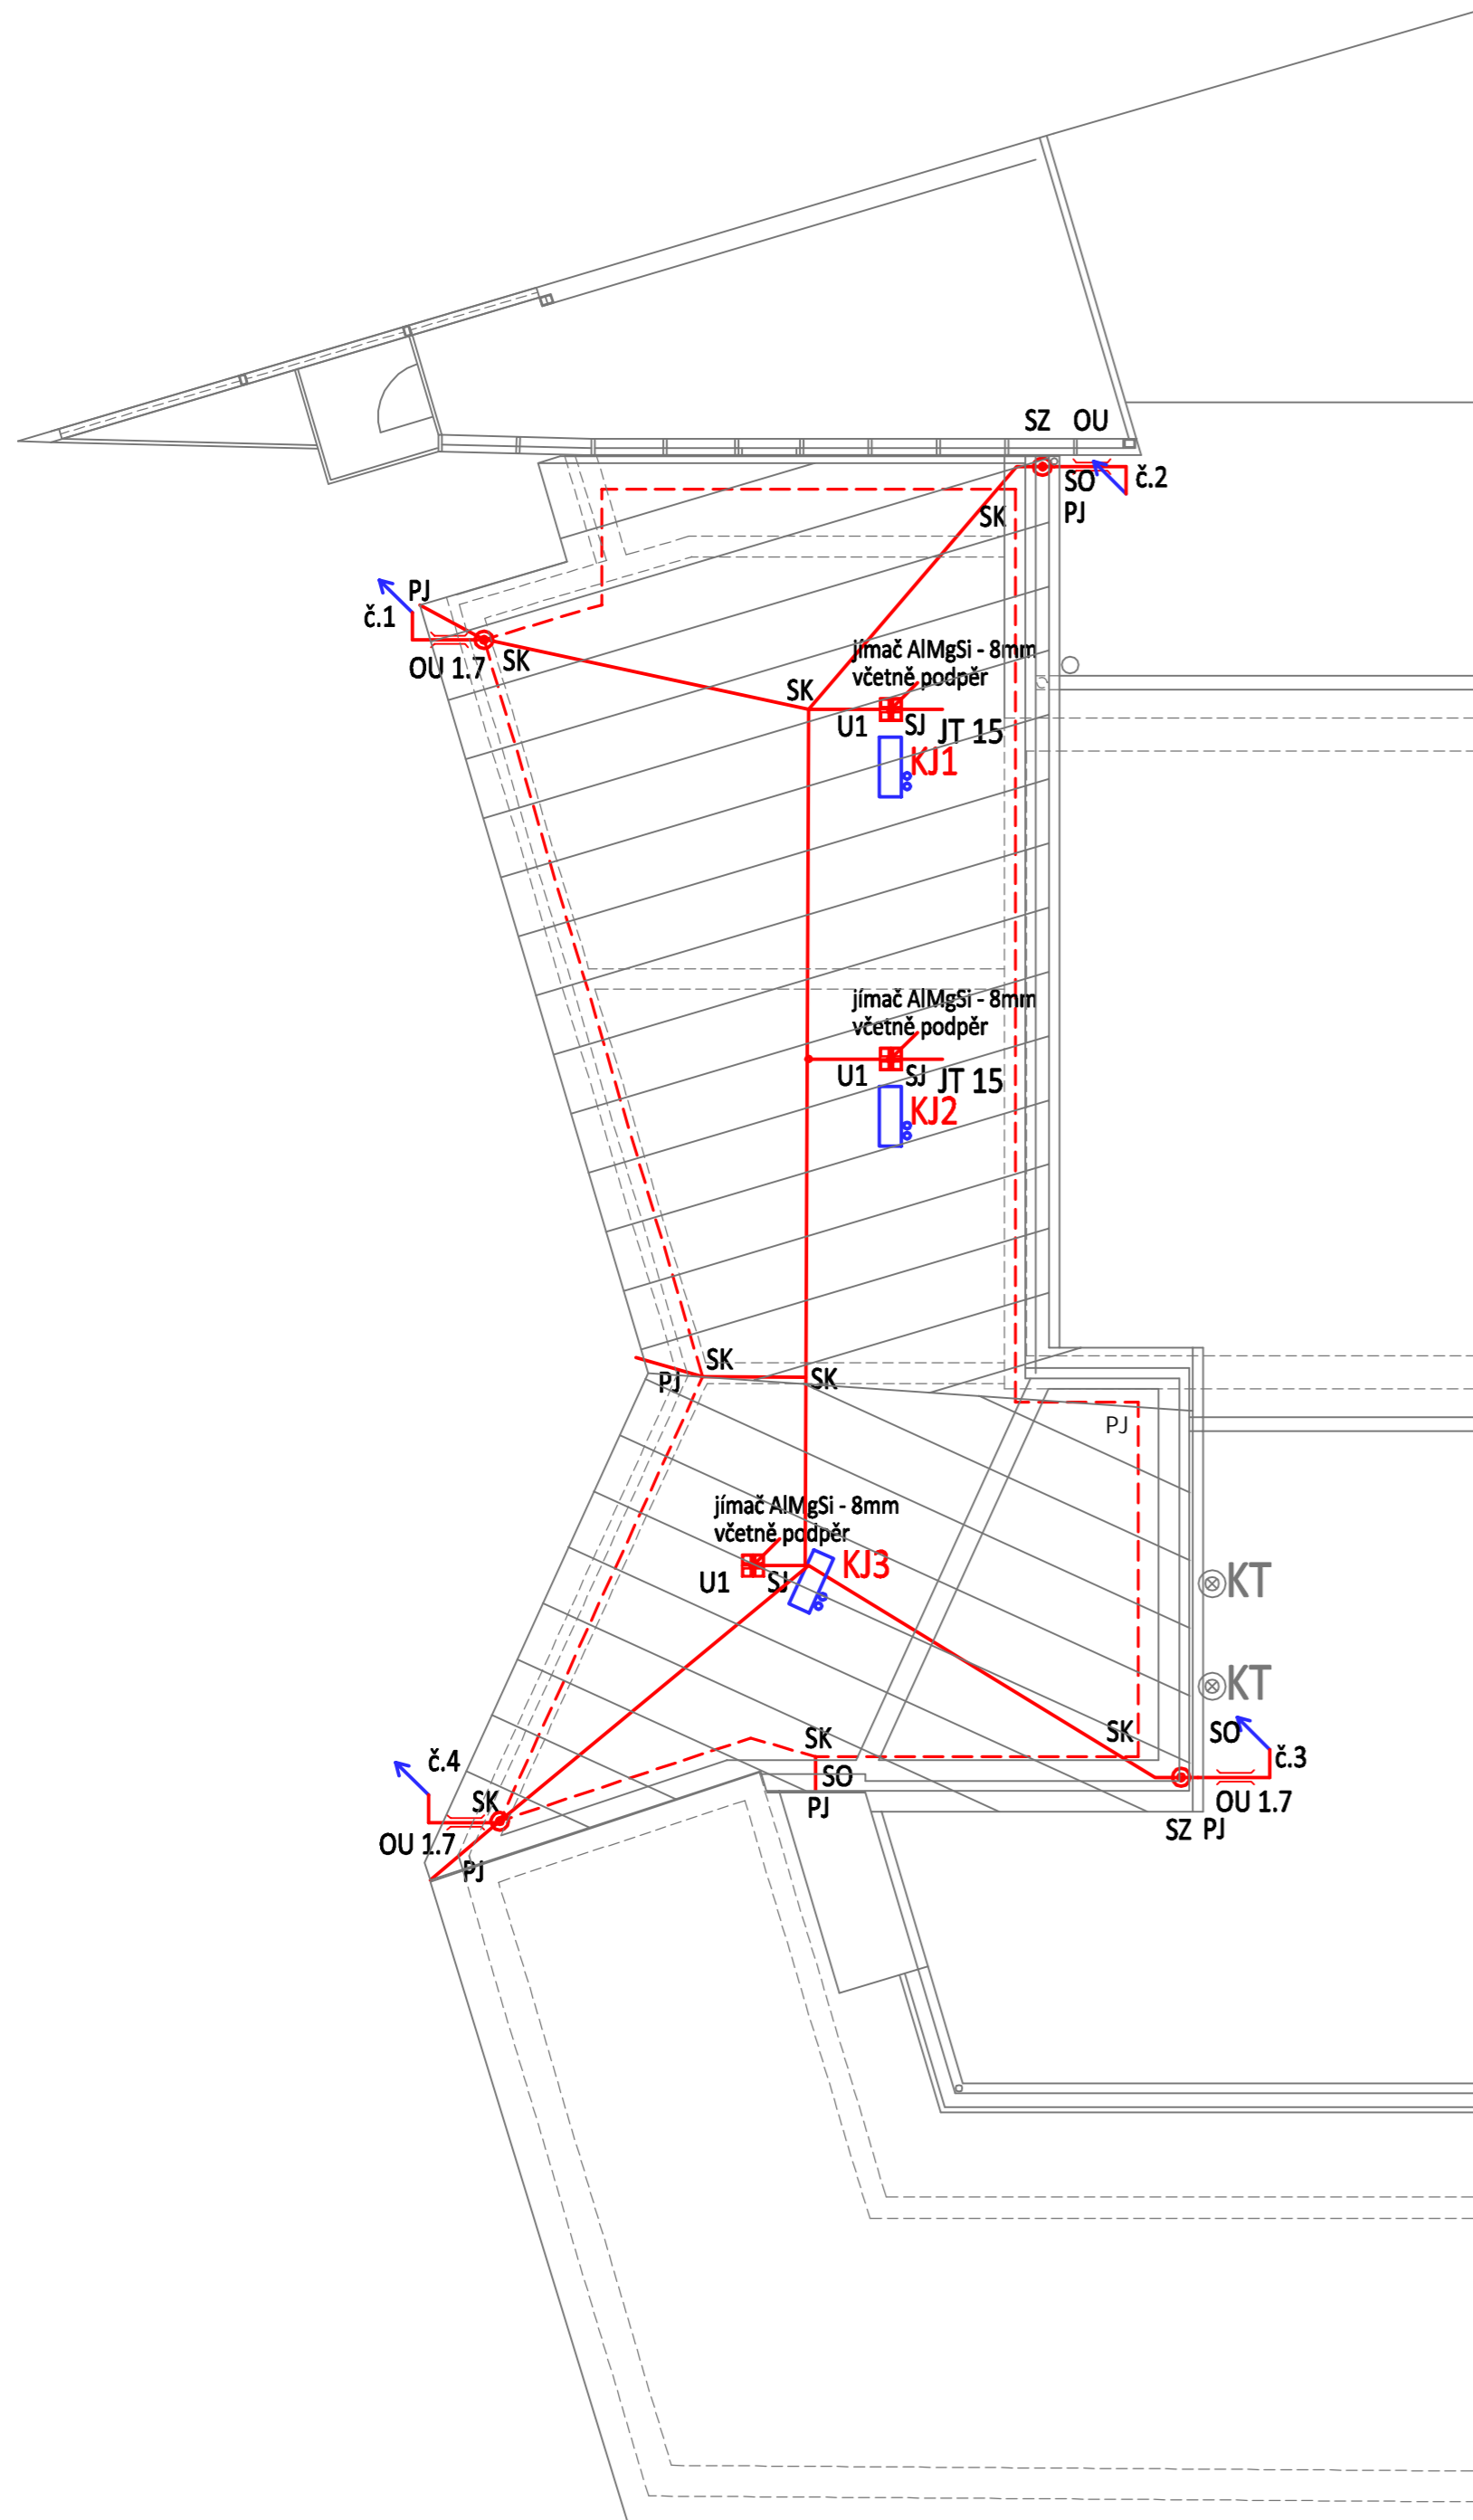 SZ OU
SO
č.2
PJ
SK
PJ
č.1
OU 1.7
SK
jímač AlMgSi - 8mm
včetně podpěr
SK
U1
SJ
JT 15
KJ1
jímač AlMgSi - 8mm
včetně podpěr
U1
SJ
JT 15
KJ2
SK
PJ
SK
PJ
jímač AlMgSi - 8mm
včetně podpěr
KJ3
U1
SJ
KT
KT
SK
SO
č.3
SK
č.4
SO
SK
OU 1.7
PJ
SZ PJ
OU 1.7
PJ